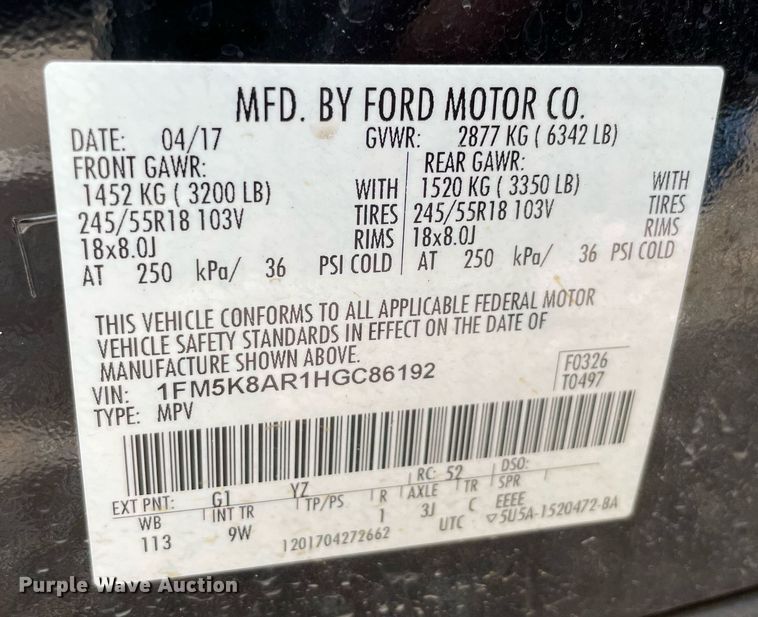 MFD. BY FORD MOTOR CO.
DATE: 04/17 GVWR: 2877 KG ( 6342 LB)
FRONT GAWR: REAR GAWR:
1452 KG ( 3200 LB) WITH 1520 KG ( 3350 LB) WITH
245/55R18 103V TIRES 245/55R18 103V TIRES
18x8.0J RIMS 18x8.0J RIMS
AT 250 kPa/ 36 PSI COLD AT 250 kPa/ 36 PSI COLD
THIS VEHICLE CONFORMS TO ALL APPLICABLE FEDERAL MOTOR
VEHICLE SAFETY STANDARDS IN EFFECT ON THE DATE OF
MANUFACTURE SHOWN ABOVE.
VIN: 1FM5K8AR1HGC86192 F0326
TYPE: MPV T0497
EXT PNT: G1 YZ RC: 52 DSO:
WB INT TR TP/PS R AXLE TR SPR
113 9W 1 3J C EEEE
1201704272662 UTC ▽5U5A-1520472-BA
Purple Wave Auction